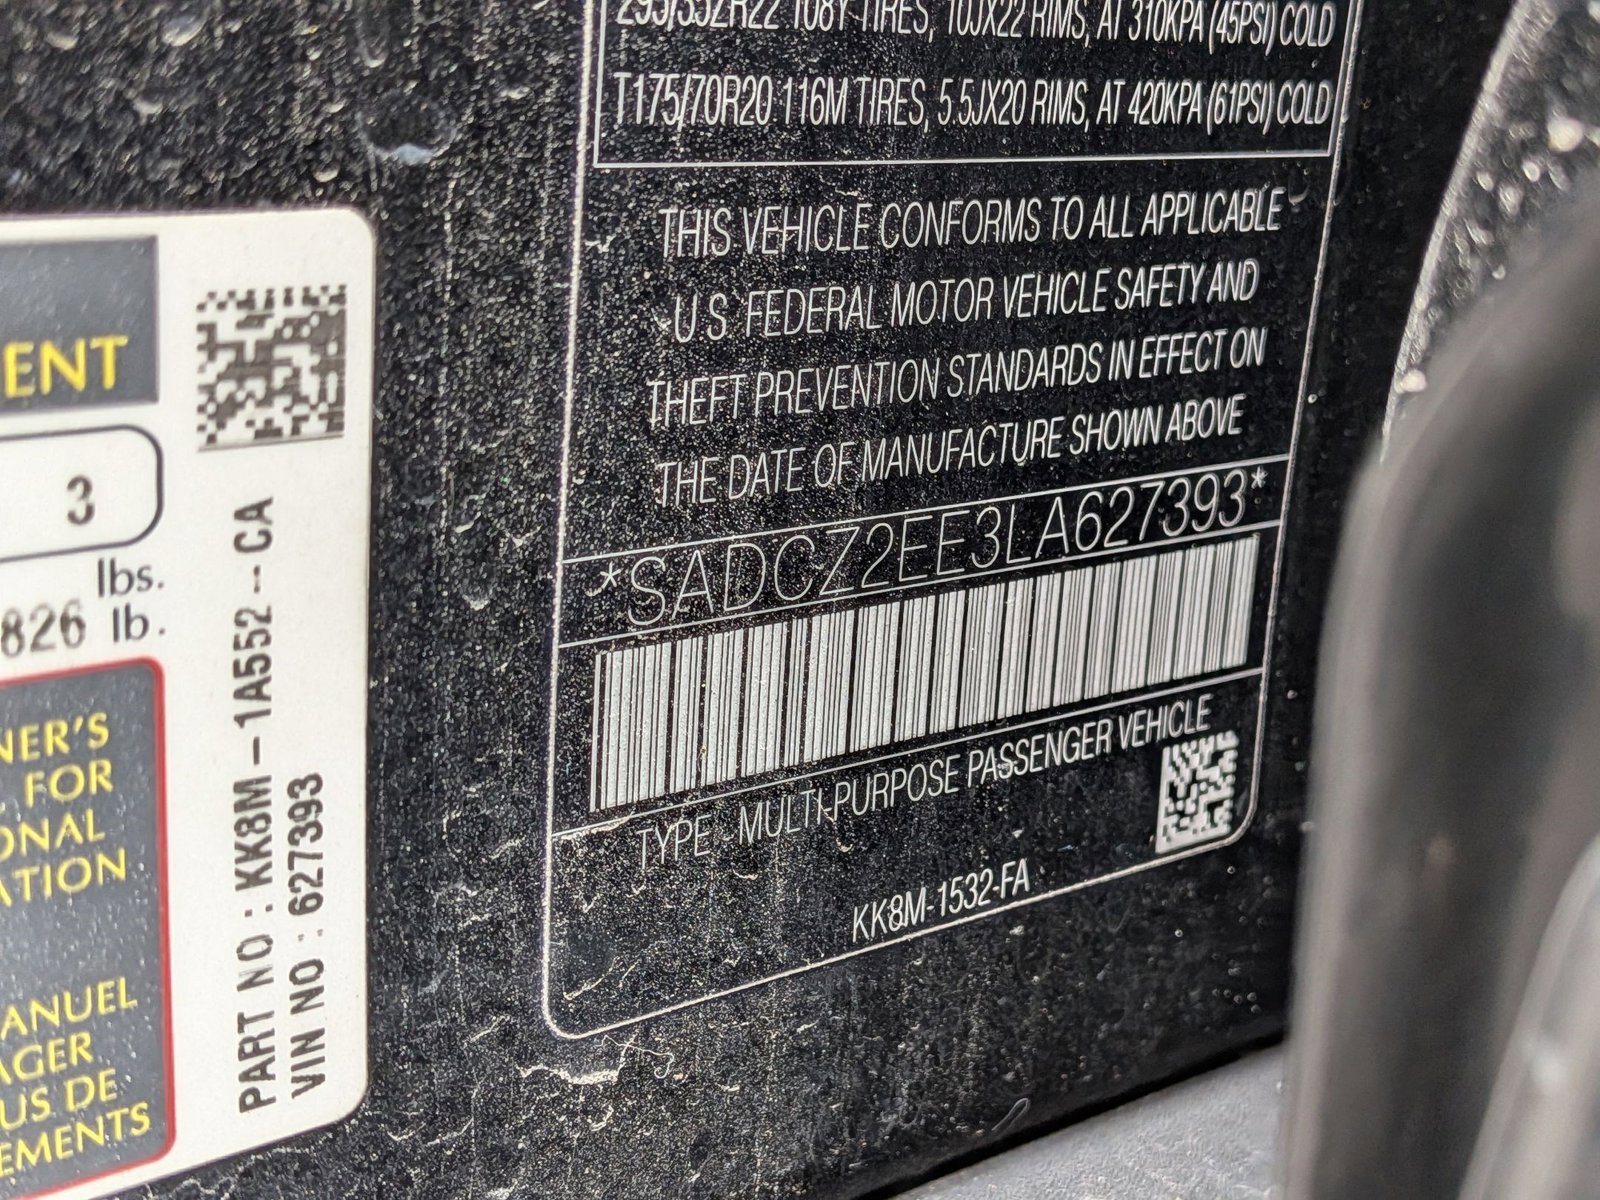 ENT
3
lbs.
826 lb.
NER'S
FOR
ONAL
ATION
ANUEL
AGER
US DE
EMENTS
PART NO : KK8M-1A552--CA
VIN NO : 627393
TIRES, 10JX22 RIMS, AT 310KPA (45PSI) COLD
T175/70R20 116M TIRES, 5.5JX20 RIMS, AT 420KPA (61PSI) COLD
THIS VEHICLE CONFORMS TO ALL APPLICABLE
U S FEDERAL MOTOR VEHICLE SAFETY AND
THEFT PREVENTION STANDARDS IN EFFECT ON
THE DATE OF MANUFACTURE SHOWN ABOVE
*SADCZ2EE3LA627393*
TYPE MULTI-PURPOSE PASSENGER VEHICLE
KK8M-1532-FA